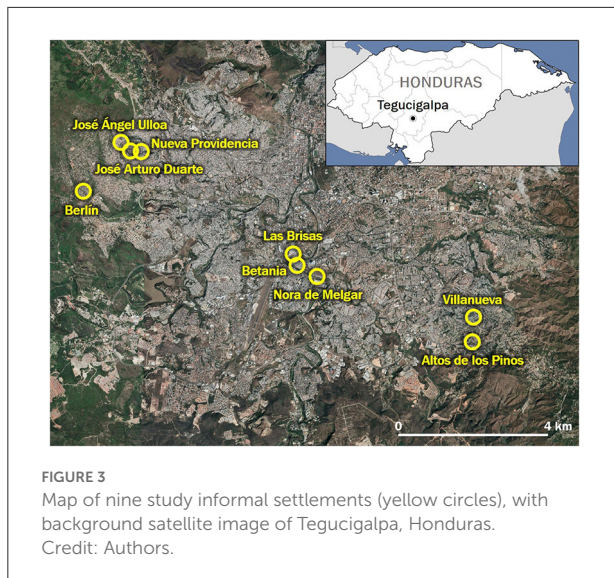 HONDURAS
Tegucigalpa
José Ángel Ulloa
Nueva Providencia
José Arturo Duarte
Berlín
Las Brisas
Betania
Nora de Melgar
Villanueva
Altos de los Pinos
0 4 km
FIGURE 3
Map of nine study informal settlements (yellow circles), with
background satellite image of Tegucigalpa, Honduras.
Credit: Authors.